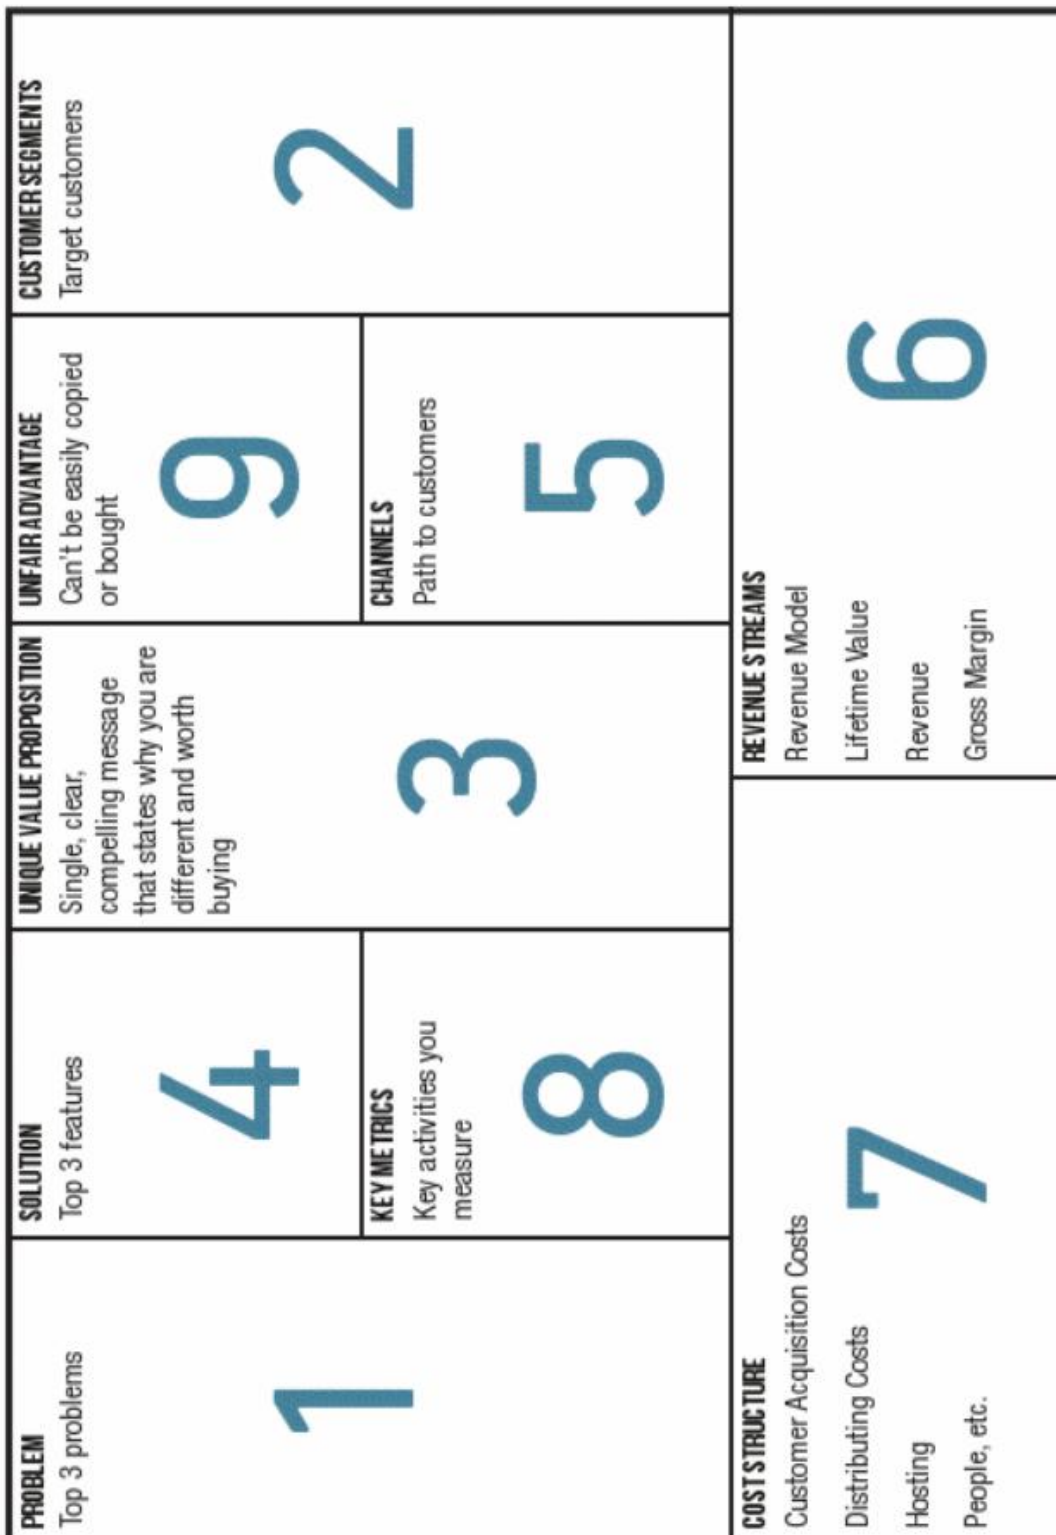 PROBLEM
Top 3 problems
1
SOLUTION
Top 3 features
4
KEY METRICS
Key activities you
measure
8
UNIQUE VALUE PROPOSITION
Single, clear,
compelling message
that states why you are
different and worth
buying
3
UNFAIR ADVANTAGE
Can't be easily copied
or bought
9
CHANNELS
Path to customers
5
CUSTOMER SEGMENTS
Target customers
2
COST STRUCTURE
Customer Acquisition Costs
Distributing Costs
Hosting
People, etc.
7
REVENUE STREAMS
Revenue Model
Lifetime Value
Revenue
Gross Margin
6